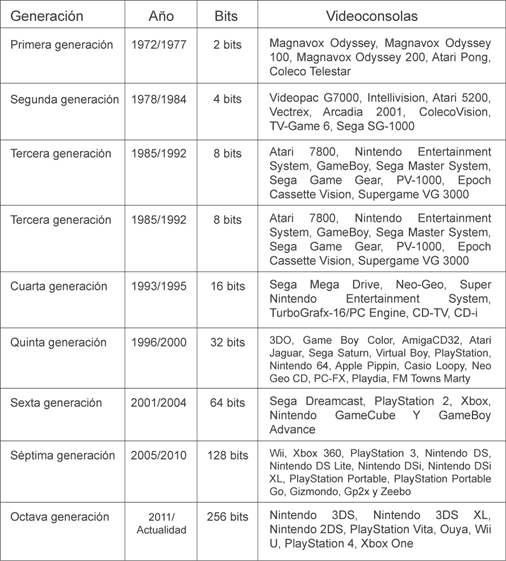 Generación Año Bits Videoconsolas
Primera generación 1972/1977 2 bits Magnavox Odyssey, Magnavox Odyssey
100, Magnavox Odyssey 200, Atari Pong,
Coleco Telestar
Segunda generación 1978/1984 4 bits Videopac G7000, Intellivision, Atari 5200,
Vectrex, Arcadia 2001, ColecoVision,
TV-Game 6, Sega SG-1000
Tercera generación 1985/1992 8 bits Atari 7800, Nintendo Entertainment
System, GameBoy, Sega Master System,
Sega Game Gear, PV-1000, Epoch
Cassette Vision, Supergame VG 3000
Tercera generación 1985/1992 8 bits Atari 7800, Nintendo Entertainment
System, GameBoy, Sega Master System,
Sega Game Gear, PV-1000, Epoch
Cassette Vision, Supergame VG 3000
Cuarta generación 1993/1995 16 bits Sega Mega Drive, Neo-Geo, Super
Nintendo Entertainment System,
TurboGrafx-16/PC Engine, CD-TV, CD-i
Quinta generación 1996/2000 32 bits 3DO, Game Boy Color, AmigaCD32, Atari
Jaguar, Sega Saturn, Virtual Boy, PlayStation,
Nintendo 64, Apple Pippin, Casio Loopy, Neo
Geo CD, PC-FX, Playdia, FM Towns Marty
Sexta generación 2001/2004 64 bits Sega Dreamcast, PlayStation 2, Xbox,
Nintendo GameCube Y GameBoy
Advance
Séptima generación 2005/2010 128 bits Wii, Xbox 360, PlayStation 3, Nintendo DS,
Nintendo DS Lite, Nintendo DSi, Nintendo DSi
XL, PlayStation Portable, PlayStation Portable
Go, Gizmondo, Gp2x y Zeebo
Octava generación 2011/
Actualidad 256 bits Nintendo 3DS, Nintendo 3DS XL,
Nintendo 2DS, PlayStation Vita, Ouya, Wii
U, PlayStation 4, Xbox One